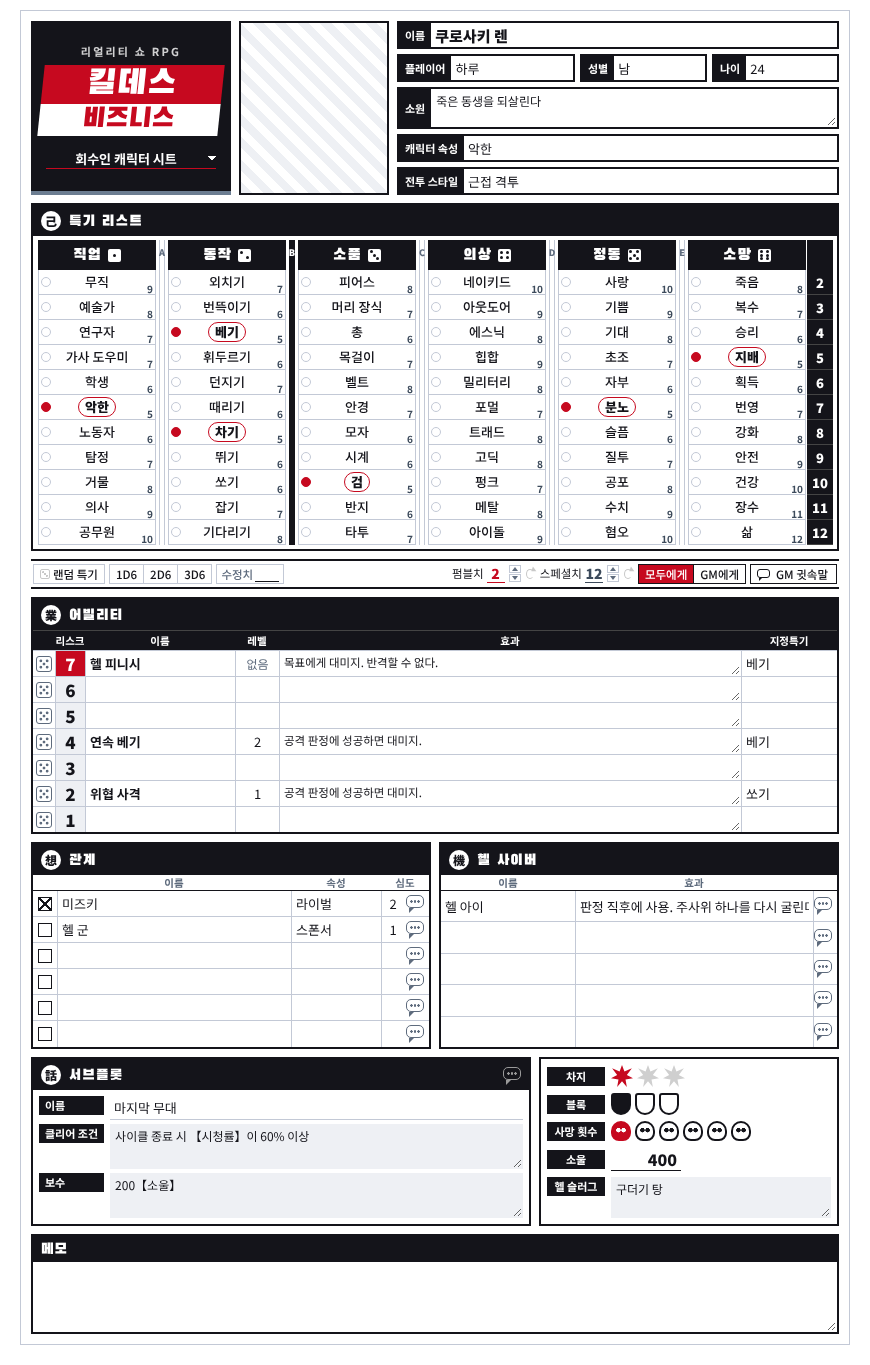 리얼리티 쇼 RPG
킬데스
비즈니스
회수인 캐릭터 시트
이름 쿠로사키 렌
플레이어 하루 성별 남 나이 24
소원 죽은 동생을 되살린다
캐릭터 속성 악한
전투 스타일 근접 격투
리 특기 리스트
직업 A 동작 B 소품 C 의상 D 정동 E 소망
무직 9 외치기 7 피어스 8 네이키드 10 사랑 10 죽음 8 2
예술가 8 번뜩이기 6 머리 장식 7 아웃도어 9 기쁨 9 복수 7 3
연구자 7 베기 5 총 6 에스닉 8 기대 8 승리 6 4
가사 도우미 7 휘두르기 6 목걸이 7 힙합 9 초조 7 지배 5 5
학생 6 던지기 7 벨트 8 밀리터리 8 자부 6 획득 6 6
악한 5 때리기 6 안경 7 포멀 7 분노 5 번영 7 7
노동자 6 차기 5 모자 6 트래드 8 슬픔 6 강화 8 8
탐정 7 뛰기 6 시계 6 고딕 8 질투 7 안전 9 9
거물 8 쏘기 6 검 5 펑크 7 공포 8 건강 10 10
의사 9 잡기 7 반지 6 메탈 8 수치 9 장수 11 11
공무원 10 기다리기 8 타투 7 아이돌 9 혐오 10 삶 12 12
랜덤 특기 1D6 2D6 3D6 수정치 펌블치 2 스페셜치 12 모두에게 GM에게 GM 귓속말
業 어빌리티
리스크 이름 레벨 효과 지정특기
7 헬 피니시 없음 목표에게 대미지. 반격할 수 없다. 베기
6
5
4 연속 베기 2 공격 판정에 성공하면 대미지. 베기
3
2 위협 사격 1 공격 판정에 성공하면 대미지. 쏘기
1
想 관계
이름 속성 심도
미즈키 라이벌 2
헬 군 스폰서 1
機 헬 사이버
이름 효과
헬 아이 판정 직후에 사용. 주사위 하나를 다시 굴린
話 서브플롯
이름 마지막 무대
클리어 조건 사이클 종료 시 【시청률】이 60% 이상
보수 200【소울】
차지
블록
사망 횟수
소울 400
헬 슬러그 구더기 탕
메모